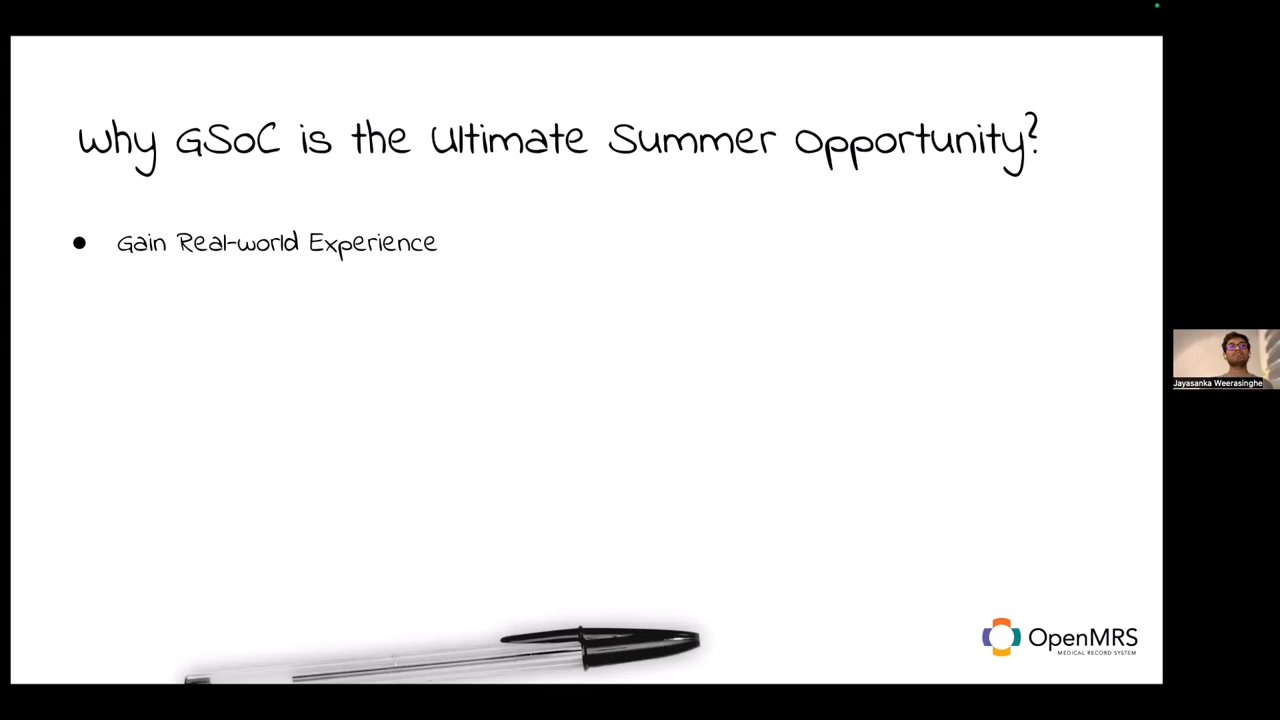 Why GSoC is the Ultimate Summer Opportunity?
● Gain Real-world Experience
Jayasanka Weerasinghe
OpenMRS
MEDICAL RECORD SYSTEM